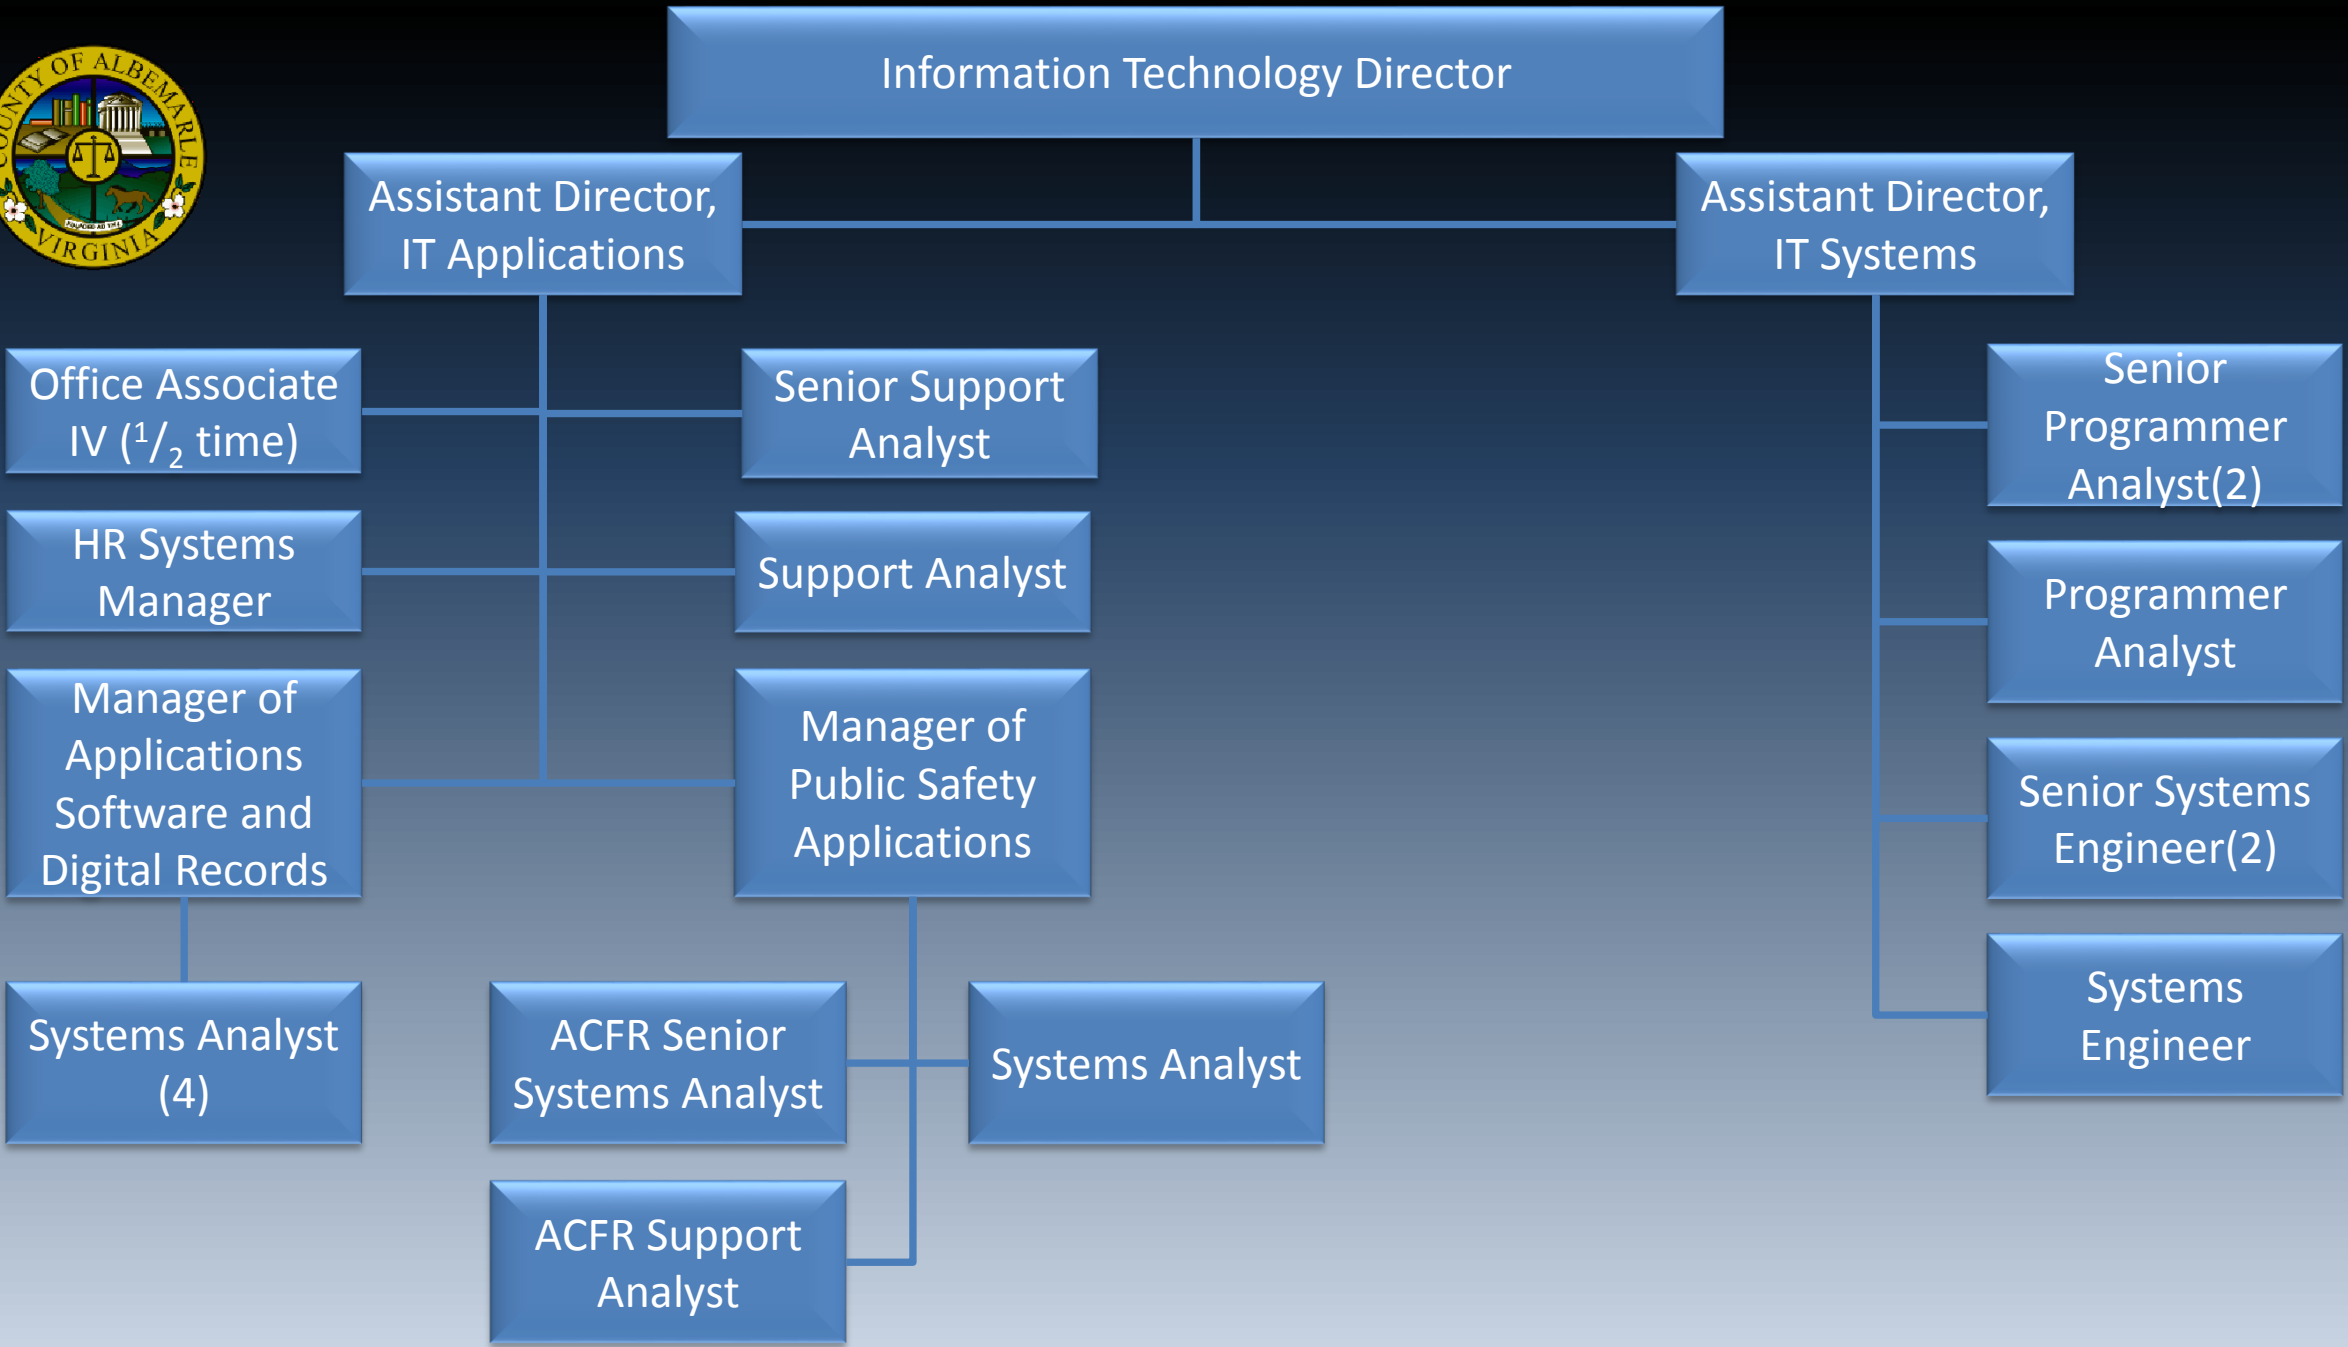 COUNTY OF ALBEMARLE
VIRGINIA
Information Technology Director
Assistant Director,
IT Applications
Assistant Director,
IT Systems
Office Associate
IV (1/2 time)
Senior Support
Analyst
HR Systems
Manager
Support Analyst
Manager of
Applications
Software and
Digital Records
Manager of
Public Safety
Applications
Systems Analyst
(4)
ACFR Senior
Systems Analyst
Systems Analyst
ACFR Support
Analyst
Senior
Programmer
Analyst(2)
Programmer
Analyst
Senior Systems
Engineer(2)
Systems
Engineer